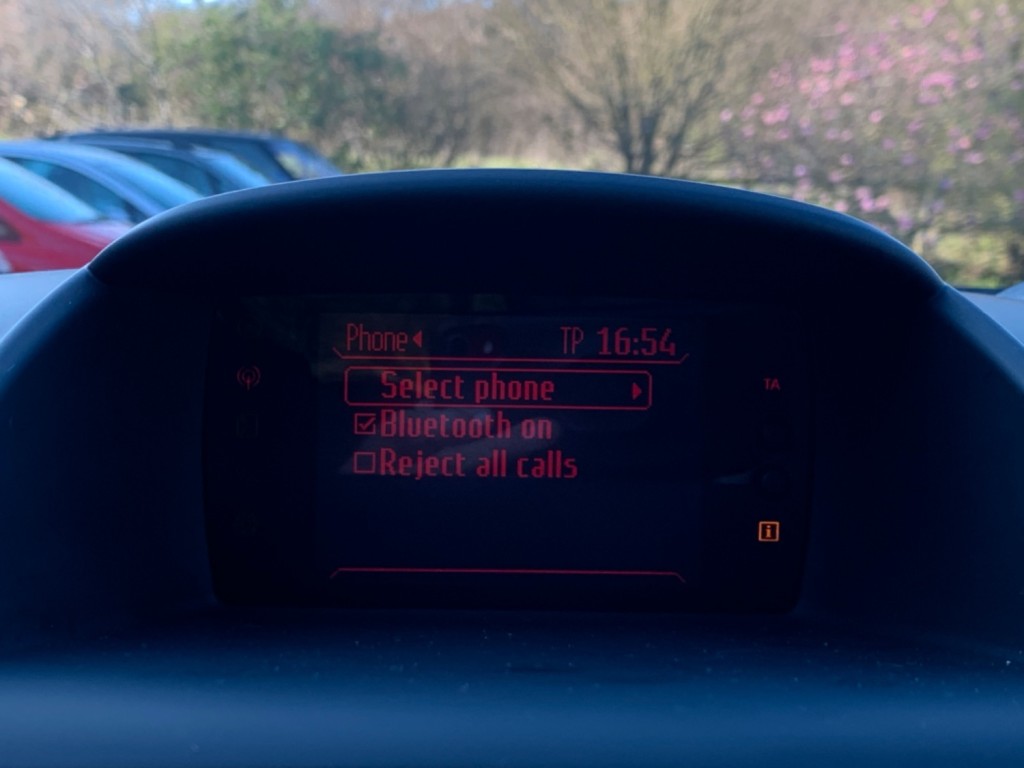 Phone TP 16:54
Select phone
TA
Bluetooth on
Reject all calls
i